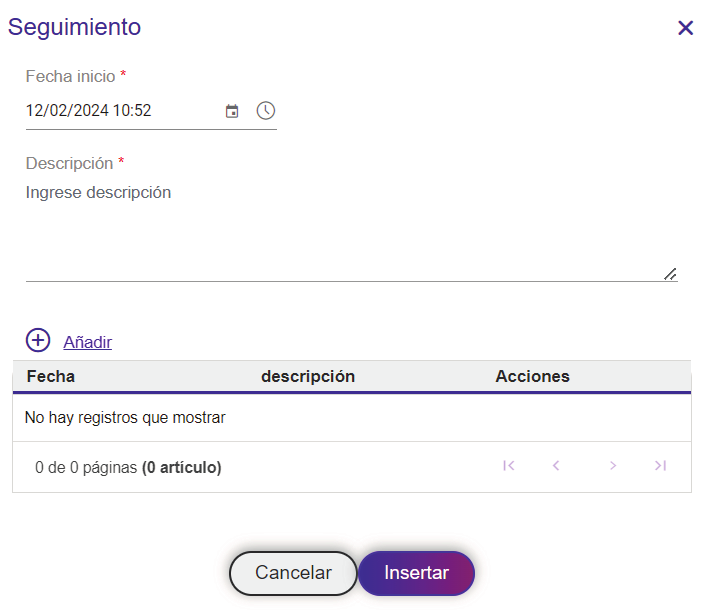 Seguimiento
Fecha inicio *
12/02/2024 10:52
Descripción *
Ingrese descripción
Añadir
Fecha descripción Acciones
No hay registros que mostrar
0 de 0 páginas (0 artículo)
Cancelar Insertar